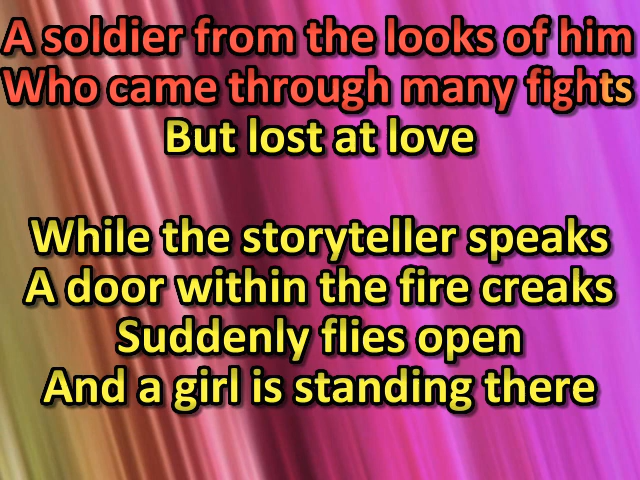 A soldier from the looks of him
Who came through many fights
But lost at love
While the storyteller speaks
A door within the fire creaks
Suddenly flies open
And a girl is standing there